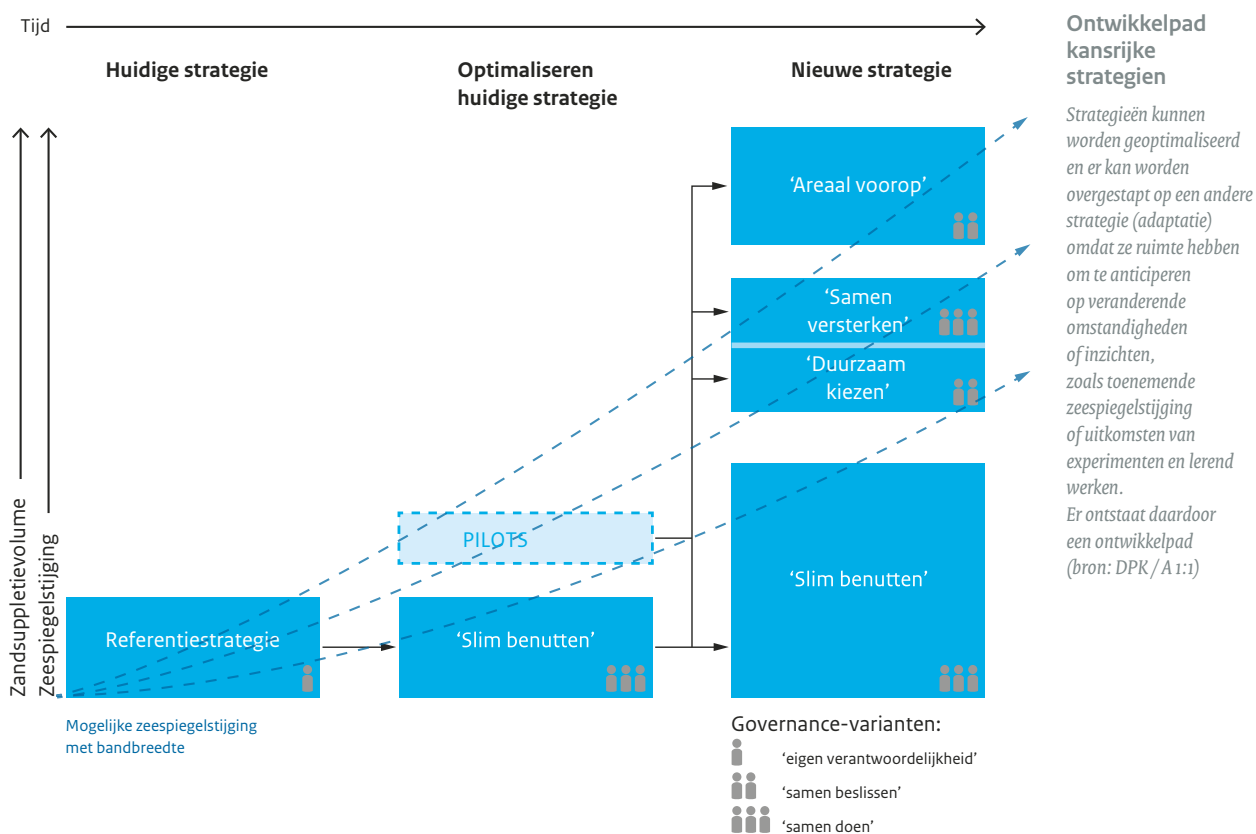 Tijd
Huidige strategie
Optimaliseren
huidige strategie
Nieuwe strategie
Ontwikkelpad
kansrijke
strategien
Strategieën kunnen
worden geoptimaliseerd
en er kan worden
overgestapt op een andere
strategie (adaptatie)
omdat ze ruimte hebben
om te anticiperen
op veranderende
omstandigheden
of inzichten,
zoals toenemende
zeespiegelstijging
of uitkomsten van
experimenten en lerend
werken.
Er ontstaat daardoor
een ontwikkelpad
(bron: DPK / A 1:1)
Zandsuppletievolume
Zeespiegelstijging
‘Areaal voorop’
‘Samen
versterken’
‘Duurzaam
kiezen’
PILOTS
‘Slim benutten’
Referentiestrategie
‘Slim benutten’
Mogelijke zeespiegelstijging
met bandbreedte
Governance-varianten:
‘eigen verantwoordelijkheid’
‘samen beslissen’
‘samen doen’